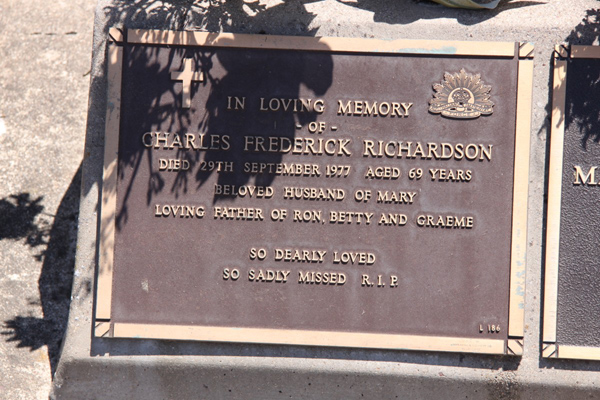 IN LOVING MEMORY
- OF -
CHARLES FREDERICK RICHARDSON
DIED 29TH SEPTEMBER 1977 AGED 69 YEARS
BELOVED HUSBAND OF MARY
LOVING FATHER OF RON, BETTY AND GRAEME
SO DEARLY LOVED
SO SADLY MISSED R.I.P.
L 186